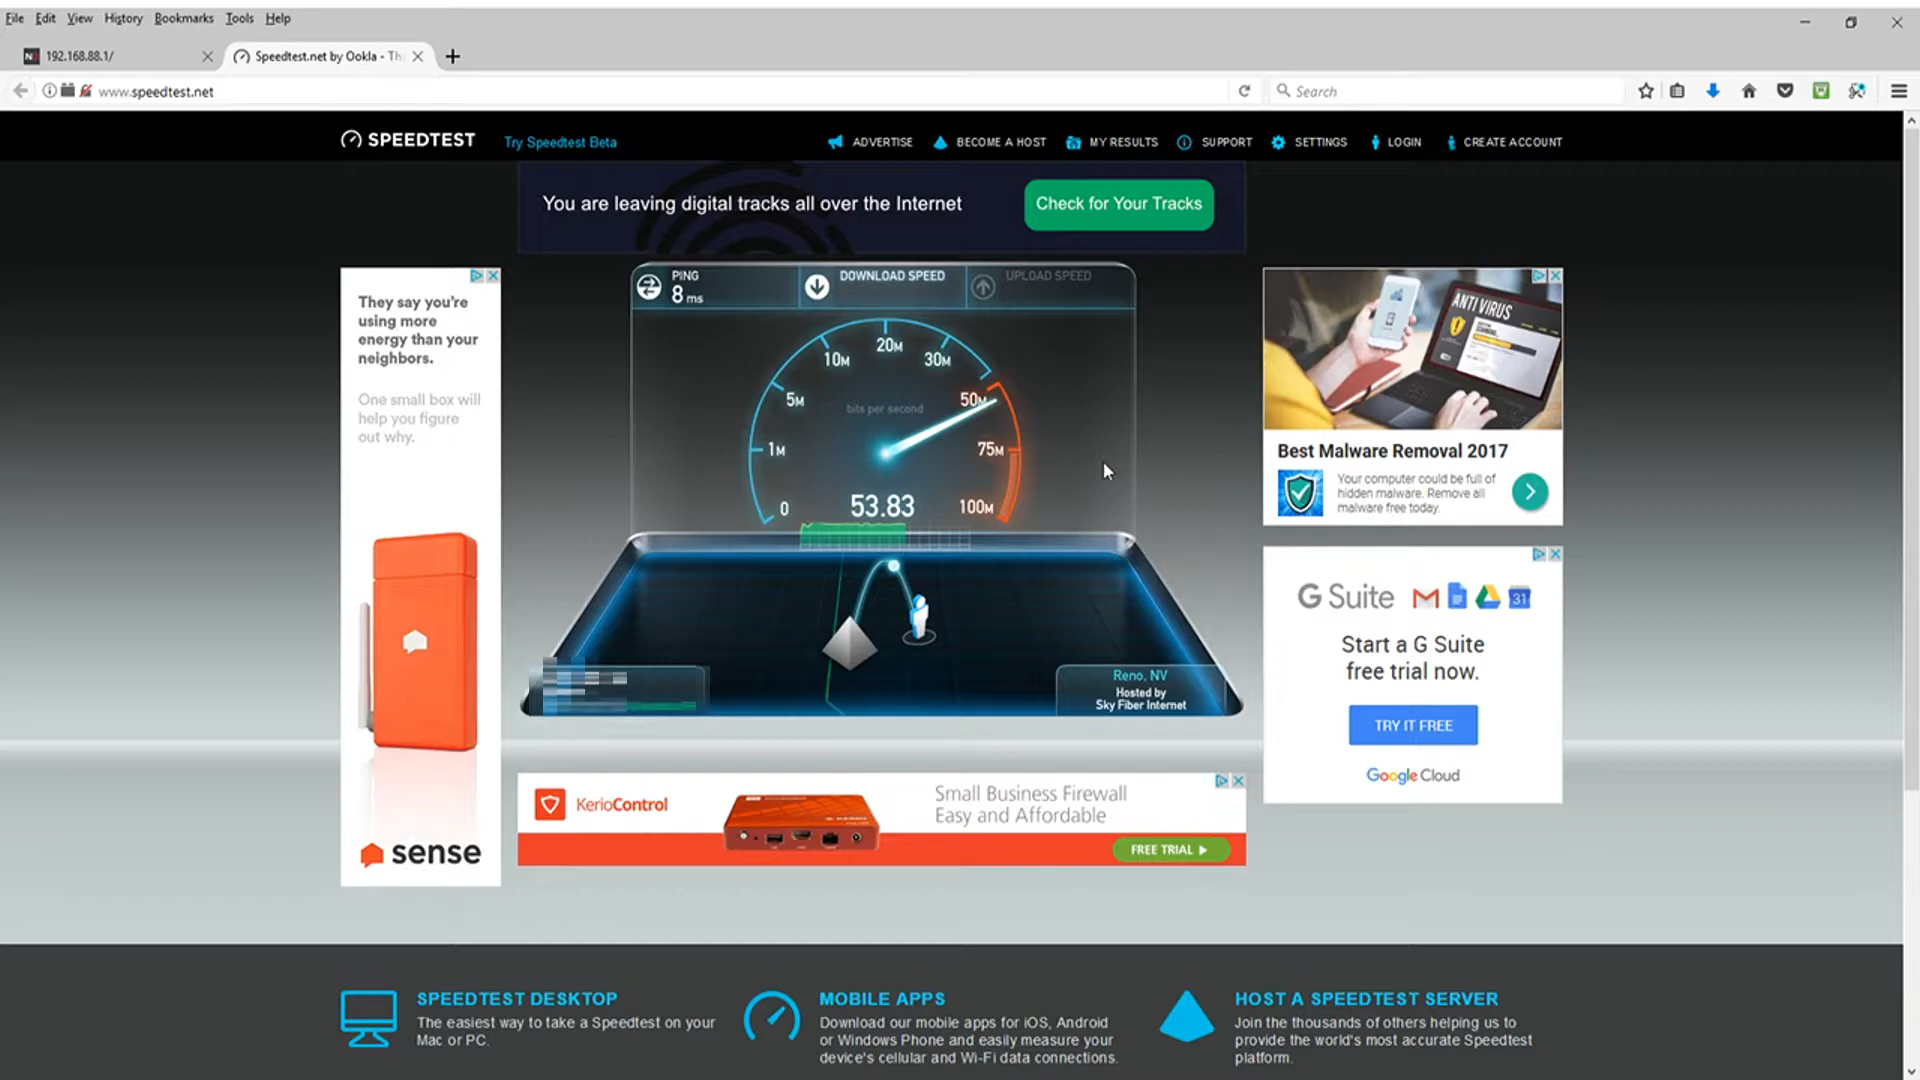 File Edit View History Bookmarks Tools Help
192.168.88.1/
Speedtest.net by Ookla - Th
www.speedtest.net
Search
SPEEDTEST
Try Speedtest Beta
ADVERTISE
BECOME A HOST
MY RESULTS
SUPPORT
SETTINGS
LOGIN
CREATE ACCOUNT
You are leaving digital tracks all over the Internet
Check for Your Tracks
They say you're
using more
energy than your
neighbors.
One small box will
help you figure
out why.
sense
PING
8 ms
DOWNLOAD SPEED
UPLOAD SPEED
0
1M
5M
10M
20M
30M
50M
75M
100M
bits per second
53.83
Reno, NV
Hosted by
Sky Fiber Internet
ANTI VIRUS
Best Malware Removal 2017
Your computer could be full of
hidden malware. Remove all
malware free today.
G Suite
31
Start a G Suite
free trial now.
TRY IT FREE
Google Cloud
KerioControl
Small Business Firewall
Easy and Affordable
FREE TRIAL
SPEEDTEST DESKTOP
The easiest way to take a Speedtest on your
Mac or PC.
MOBILE APPS
Download our mobile apps for iOS, Android
or Windows Phone and easily measure your
device's cellular and Wi-Fi data connections.
HOST A SPEEDTEST SERVER
Join the thousands of others helping us to
provide the world's most accurate Speedtest
platform.